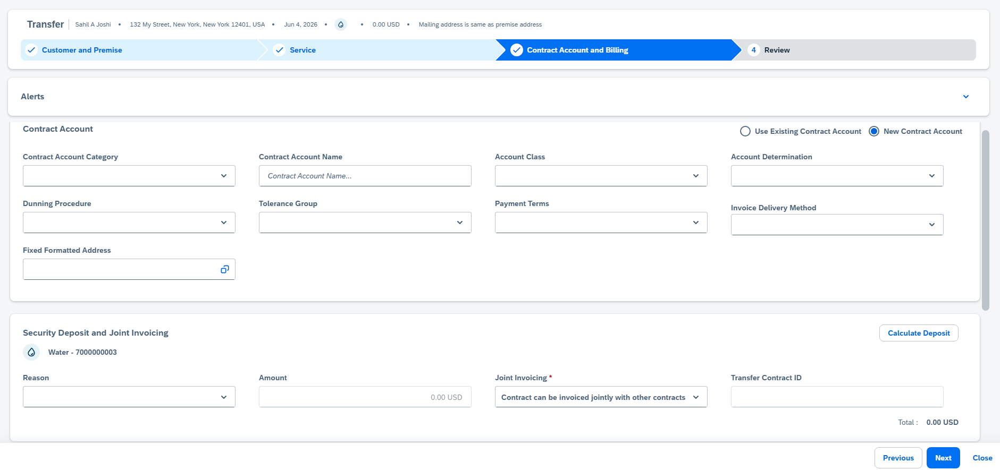 Transfer Sahil A Joshi • 132 My Street, New York, New York 12401, USA • Jun 4, 2026 • • 0.00 USD • Mailing address is same as premise address
Customer and Premise Service Contract Account and Billing 4 Review
Alerts
Contract Account Use Existing Contract Account New Contract Account
Contract Account Category Contract Account Name Account Class Account Determination
Contract Account Name...
Dunning Procedure Tolerance Group Payment Terms Invoice Delivery Method
Fixed Formatted Address
Security Deposit and Joint Invoicing Calculate Deposit
Water - 7000000003
Reason Amount Joint Invoicing * Transfer Contract ID
0.00 USD Contract can be invoiced jointly with other contracts
Total : 0.00 USD
Previous Next Close